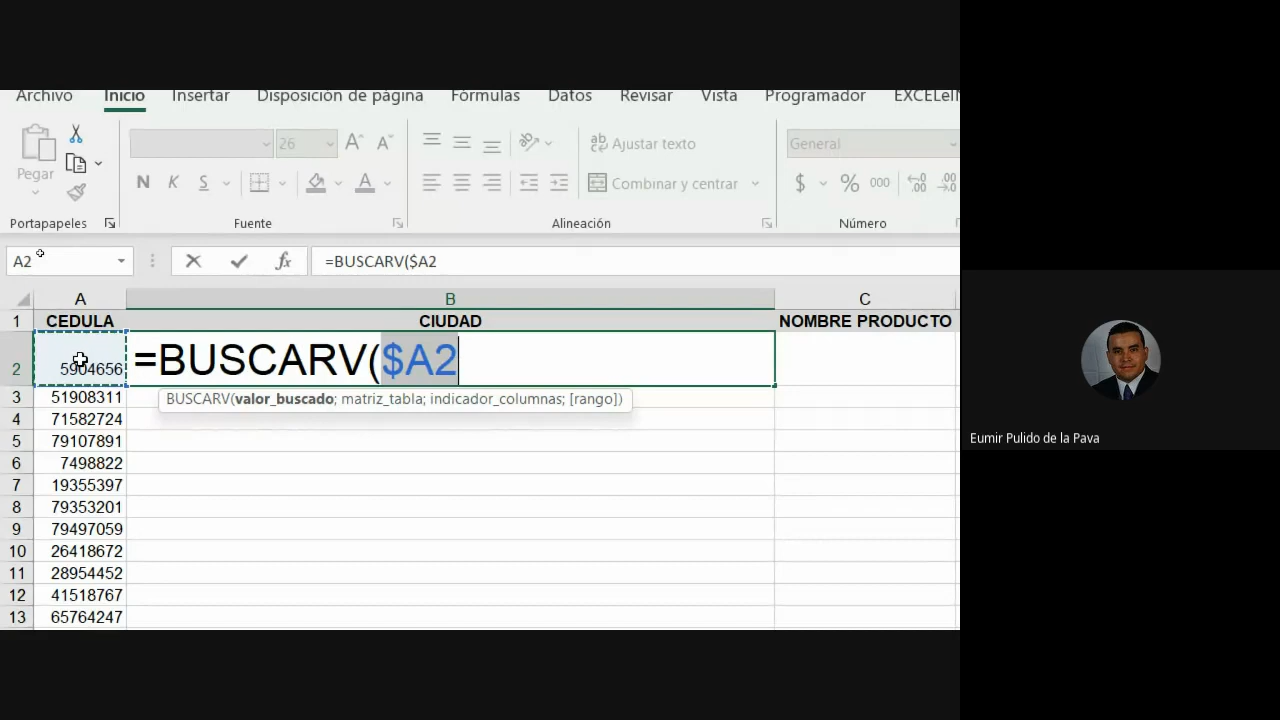 Archivo Inicio Insertar Disposición de página Fórmulas Datos Revisar Vista Programador
26 Ajustar texto General
Pegar N K S A Combinar y centrar $ % 000
Portapapeles Fuente Alineación Número
A2 fx =BUSCARV($A2
A B C
1 CEDULA CIUDAD NOMBRE PRODUCTO
2 5904656 =BUSCARV($A2
BUSCARV(valor_buscado; matriz_tabla; indicador_columnas; [rango])
3 51908311
4 71582724
5 79107891
6 7498822
7 19355397
8 79353201
9 79497059
10 26418672
11 28954452
12 41518767
13 65764247
Eumir Pulido de la Pava